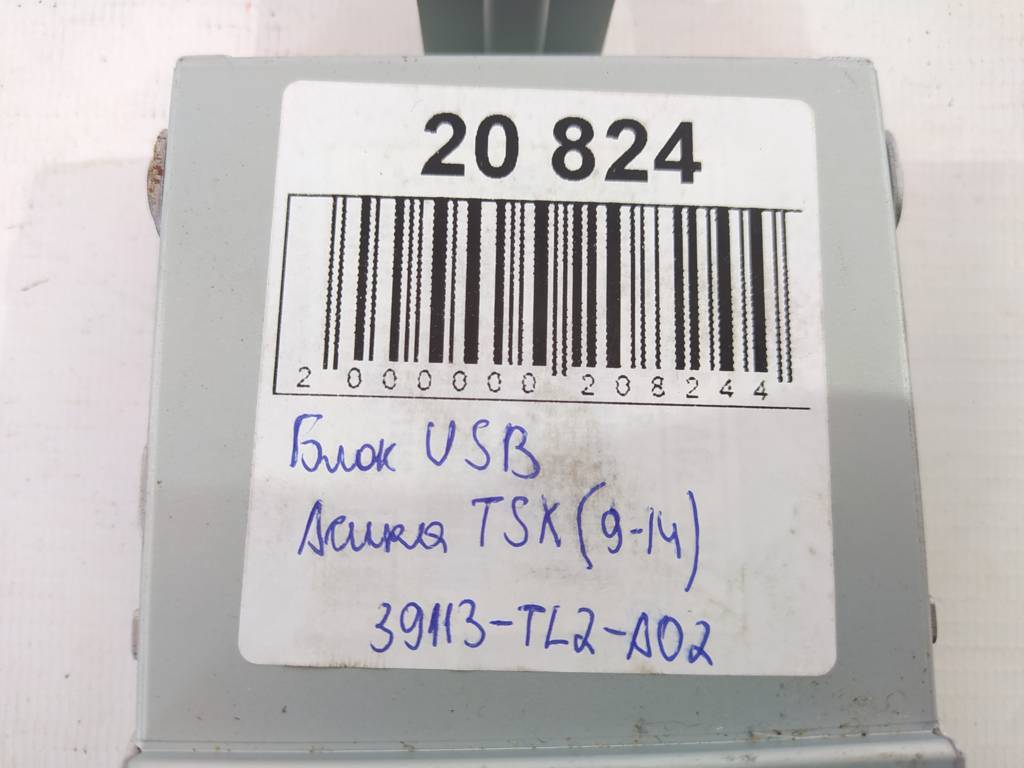 20 824
2 000000 208244
Блок USB
Акура TSX (9-14)
39113-TL2-A02